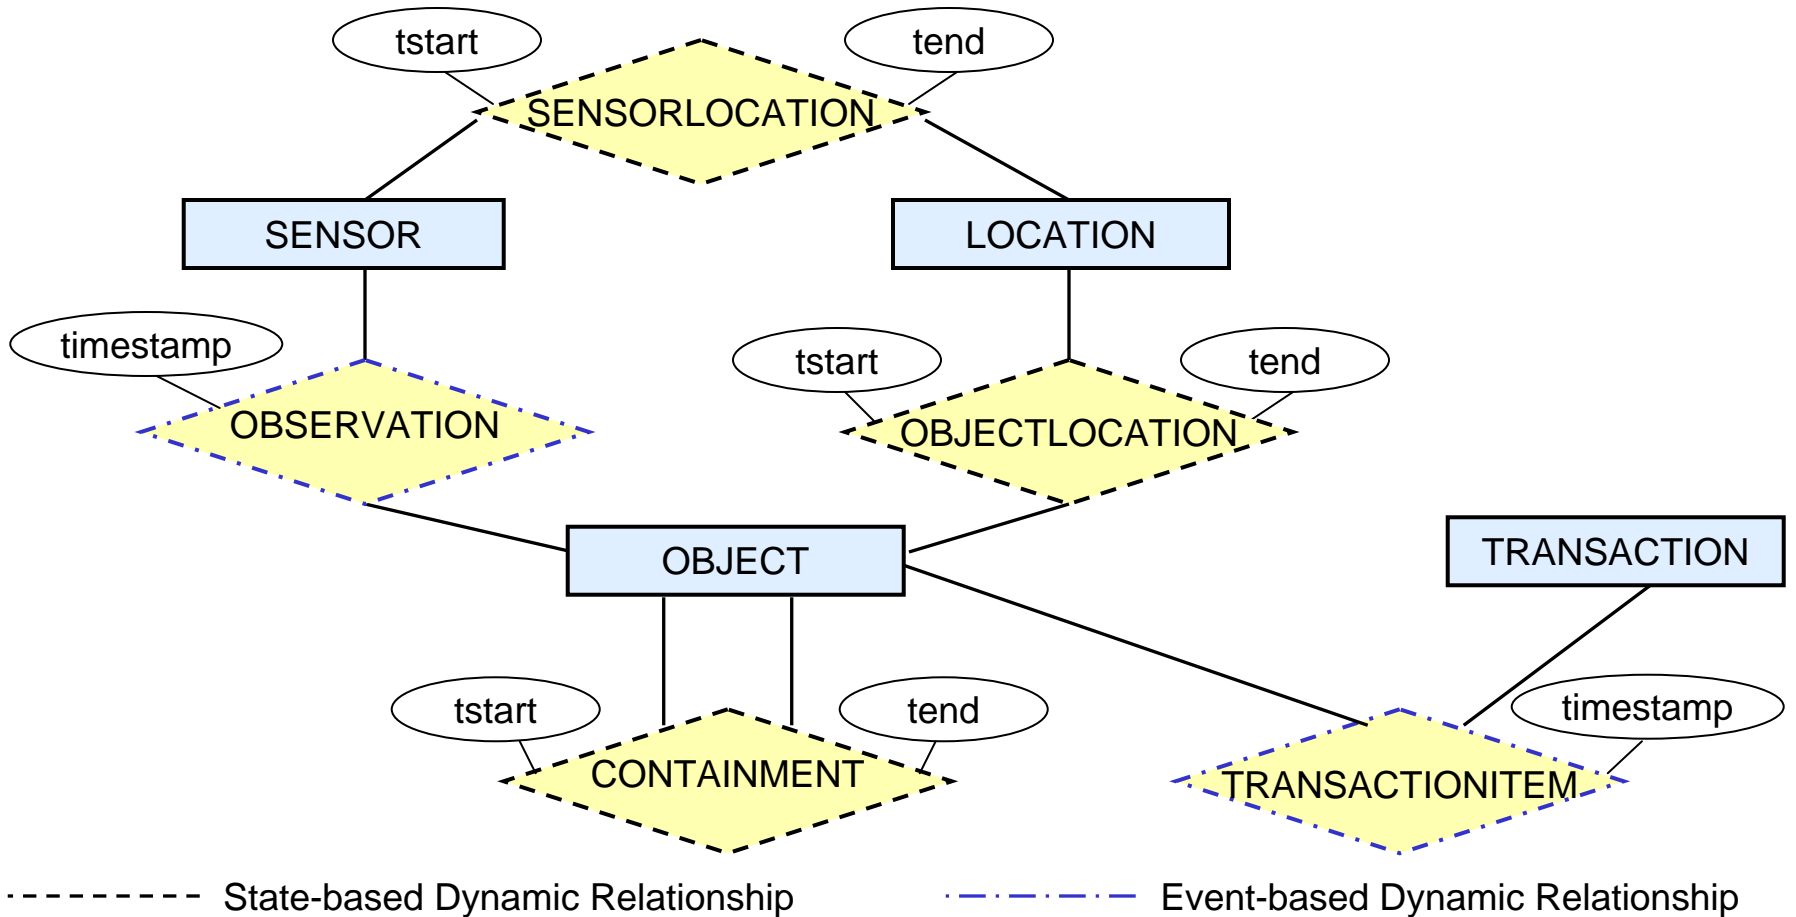 tstart
tend
SENSORLOCATION
SENSOR
LOCATION
timestamp
tstart
tend
OBSERVATION
OBJECTLOCATION
OBJECT
TRANSACTION
tstart
tend
timestamp
CONTAINMENT
TRANSACTIONITEM
State-based Dynamic Relationship
Event-based Dynamic Relationship